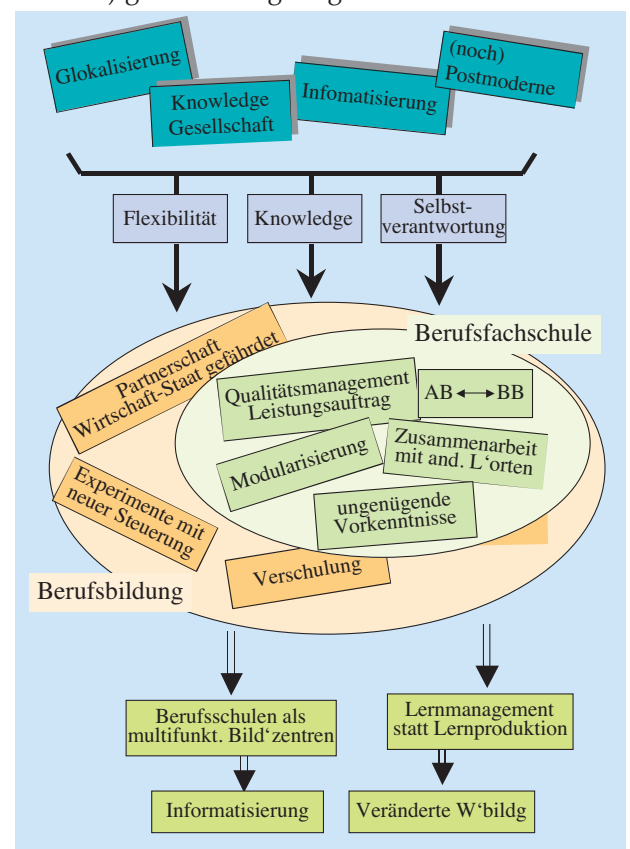 Glokalisierung
Knowledge
Gesellschaft
Infomatisierung
(noch)
Postmoderne
Flexibilität
Knowledge
Selbst-
verantwortung
Berufsfachschule
Partnerschaft
Wirtschaft-Staat gefährdet
Qualitätsmanagement
Leistungsauftrag
AB ↔ BB
Modularisierung
Zusammenarbeit
mit and. L‘orten
Experimente mit
neuer Steuerung
ungenügende
Vorkenntnisse
Verschulung
Berufsbildung
Berufsschulen als
multifunkt. Bild‘zentren
Lernmanagement
statt Lernproduktion
Informatisierung
Veränderte W‘bildg